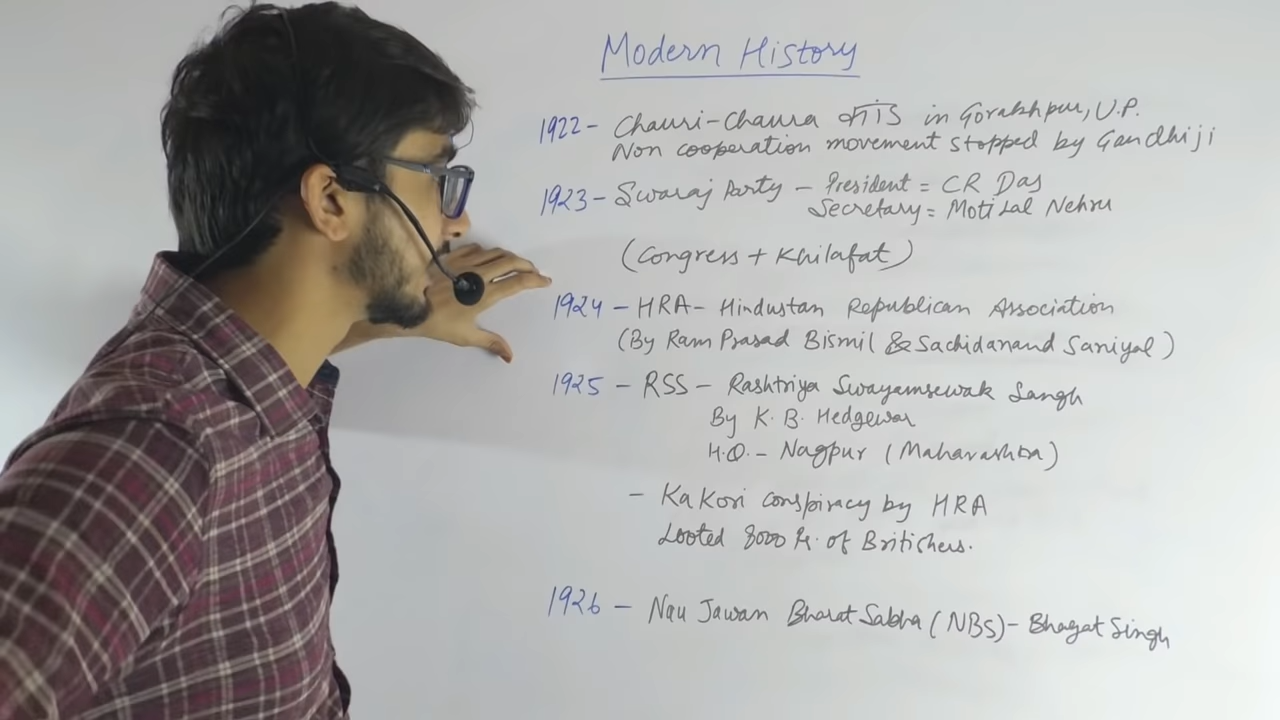 Modern History
1922 - Chauri-Chaura कांड in Gorakhpur, U.P.
Non cooperation movement stopped by Gandhiji
1923 - Swaraj Party - President = CR Das
Secretary = Moti Lal Nehru
(Congress + Khilafat)
1924 - HRA - Hindustan Republican Association
(By Ram Prasad Bismil & Sachidanand Saniyal)
1925 - RSS - Rashtriya Swayamsewak Sangh
By K. B. Hedgewar
H.Q. - Nagpur (Maharashtra)
- Kakori conspiracy by HRA
Looted 8000 Rs. of Britishers.
1926 - Nau Jawan Bharat Sabha (NBS) - Bhagat Singh